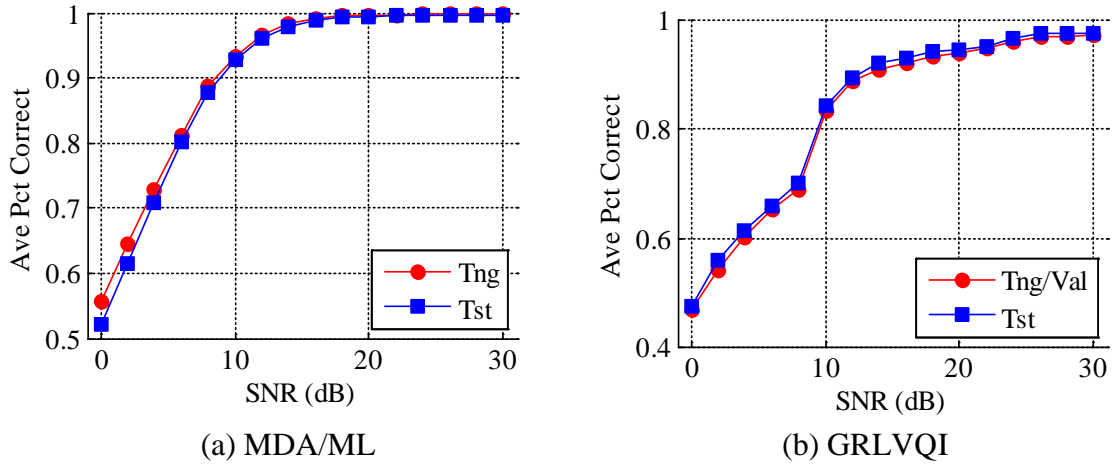 Ave Pct Correct
1
0.9
0.8
0.7
0.6
0.5
0
10
20
30
SNR (dB)
Tng
Tst
(a) MDA/ML
Ave Pct Correct
1
0.8
0.6
0.4
0
10
20
30
SNR (dB)
Tng/Val
Tst
(b) GRLVQI